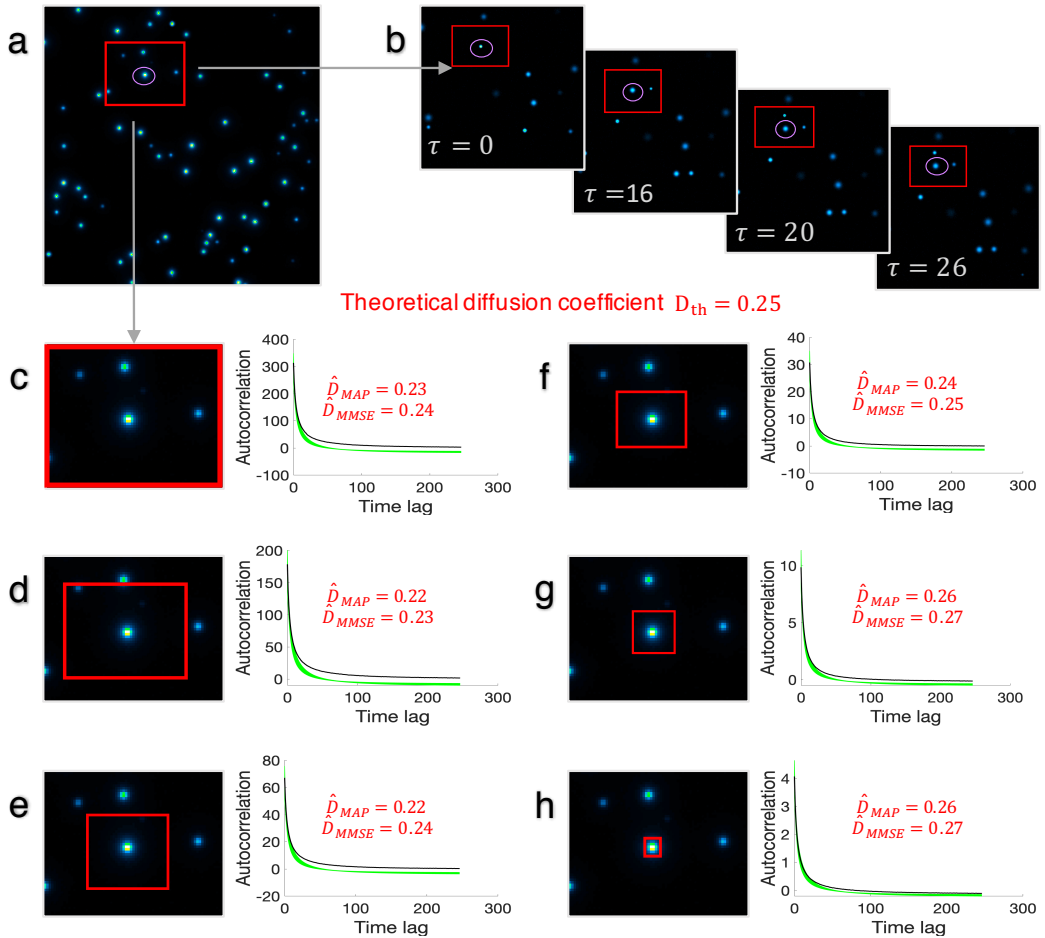 a
b
τ = 0
τ =16
τ = 20
τ = 26
Theoretical diffusion coefficient D_th = 0.25
c
Autocorrelation
400
300
200
100
0
-100
0 100 200 300
Time lag
D̂_MAP = 0.23
D̂_MMSE = 0.24
f
Autocorrelation
40
30
20
10
0
-10
0 100 200 300
Time lag
D̂_MAP = 0.24
D̂_MMSE = 0.25
d
Autocorrelation
200
150
100
50
0
0 100 200 300
Time lag
D̂_MAP = 0.22
D̂_MMSE = 0.23
g
Autocorrelation
10
5
0
0 100 200 300
Time lag
D̂_MAP = 0.26
D̂_MMSE = 0.27
e
Autocorrelation
80
60
40
20
0
-20
0 100 200 300
Time lag
D̂_MAP = 0.22
D̂_MMSE = 0.24
h
Autocorrelation
4
3
2
1
0
0 100 200 300
Time lag
D̂_MAP = 0.26
D̂_MMSE = 0.27